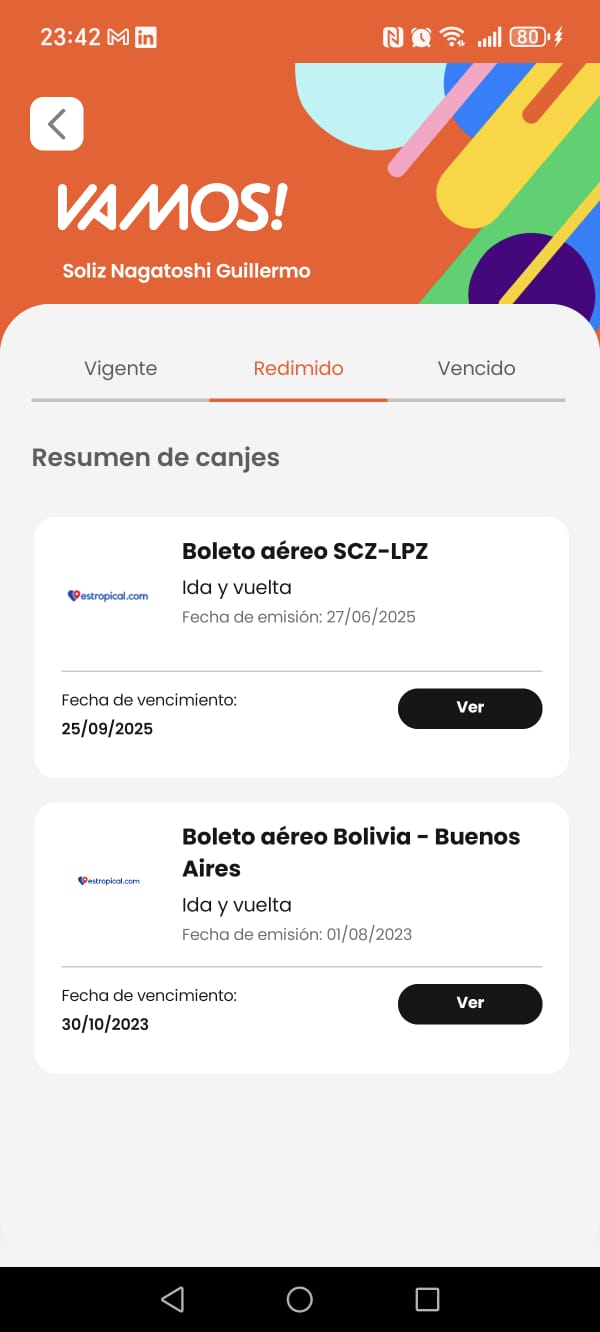 23:42
80
VAMOS!
Soliz Nagatoshi Guillermo
Vigente
Redimido
Vencido
Resumen de canjes
Boleto aéreo SCZ-LPZ
estropical.com
Ida y vuelta
Fecha de emisión: 27/06/2025
Fecha de vencimiento:
Ver
25/09/2025
Boleto aéreo Bolivia - Buenos
Aires
estropical.com
Ida y vuelta
Fecha de emisión: 01/08/2023
Fecha de vencimiento:
Ver
30/10/2023